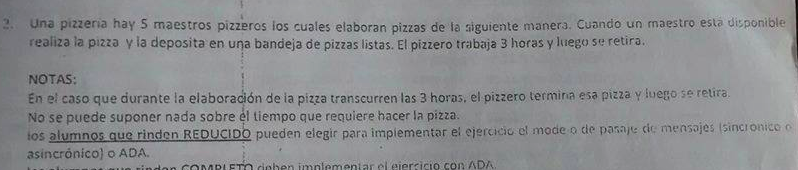 2. Una pizzeria hay 5 maestros pizzeros los cuales elaboran pizzas de la siguiente manera. Cuando un maestro está disponible
realiza la pizza y la deposita en una bandeja de pizzas listas. El pizzero trabaja 3 horas y luego se retira.
NOTAS:
En el caso que durante la elaboración de la pizza transcurren las 3 horas, el pizzero termina esa pizza y luego se retira.
No se puede suponer nada sobre el tiempo que requiere hacer la pizza.
los alumnos que rinden REDUCIDO pueden elegir para implementar el ejercicio el modelo de pasaje de mensajes (sincronico o
asincrónico) o ADA.
rinden COMPLETO deben implementar el ejercicio con ADA.